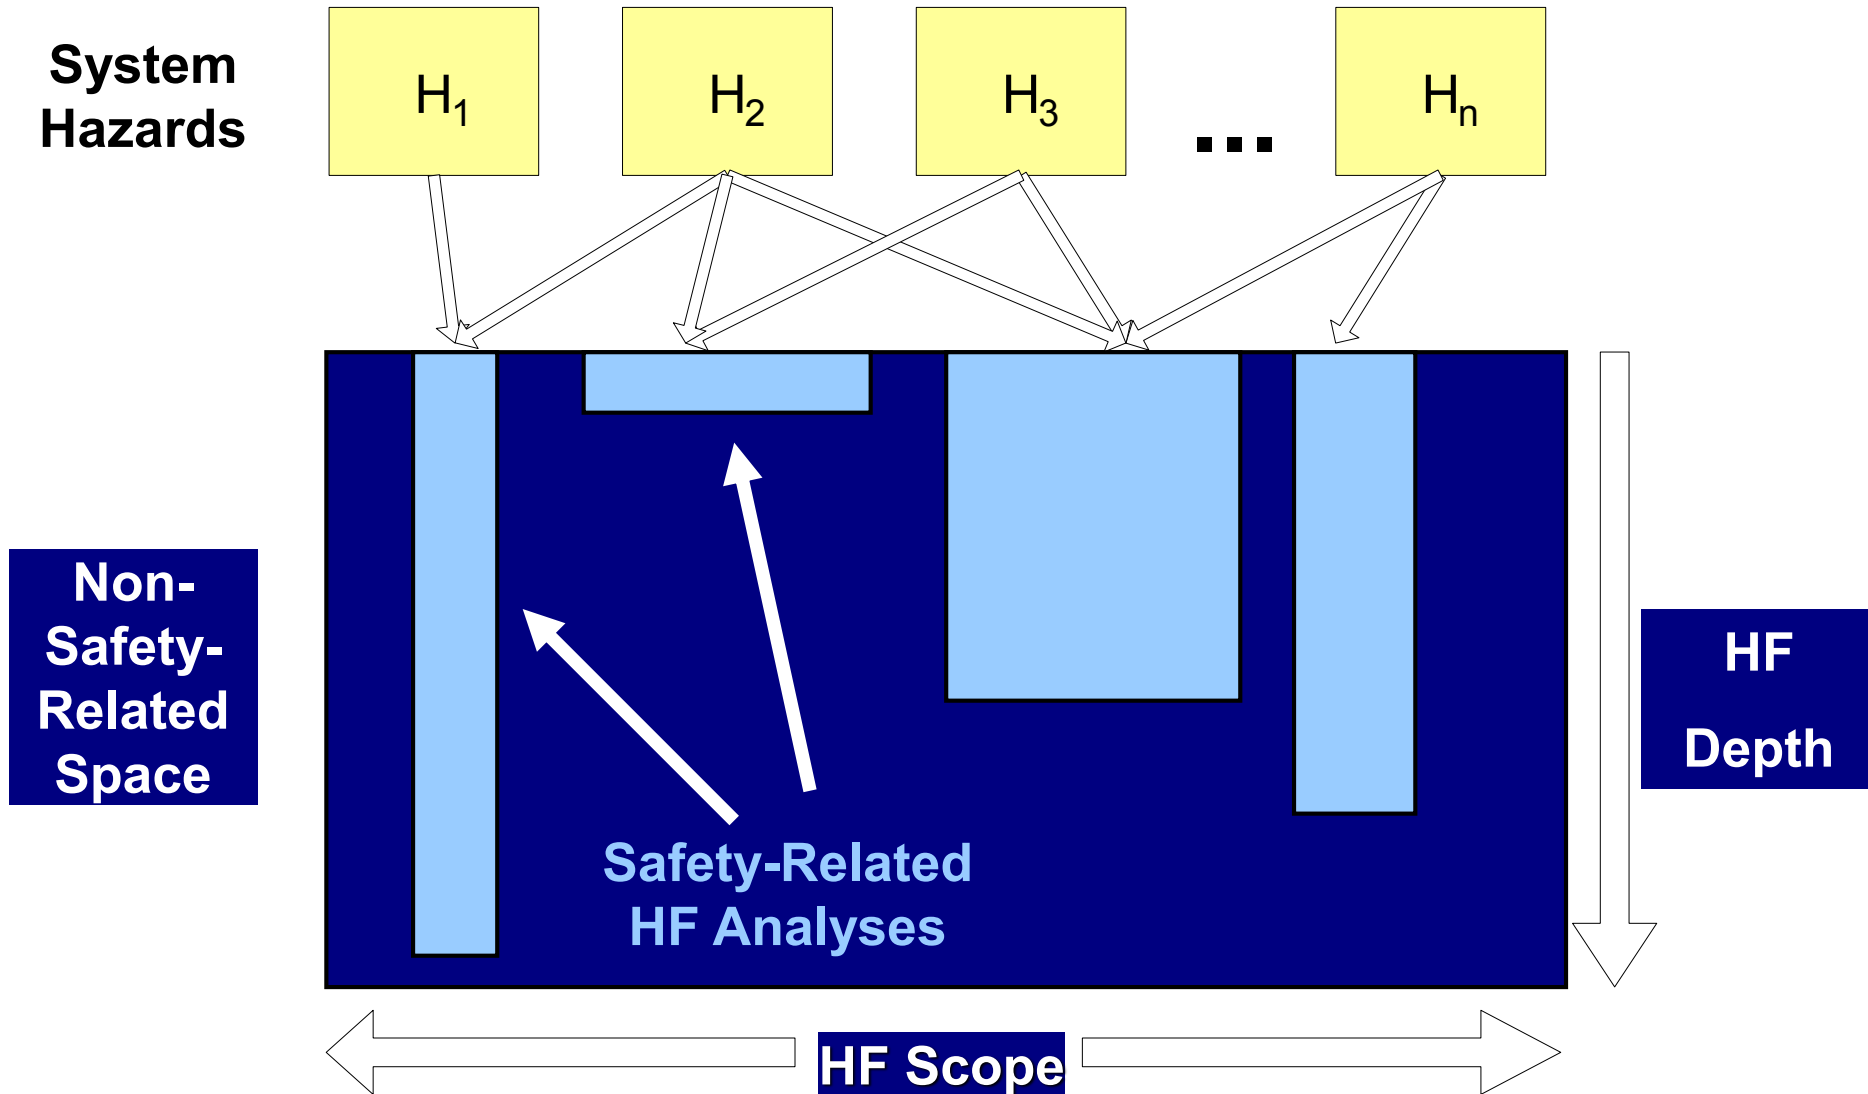 System
Hazards
H1
H2
H3
...
Hn
Non-
Safety-
Related
Space
HF
Depth
Safety-Related
HF Analyses
HF Scope